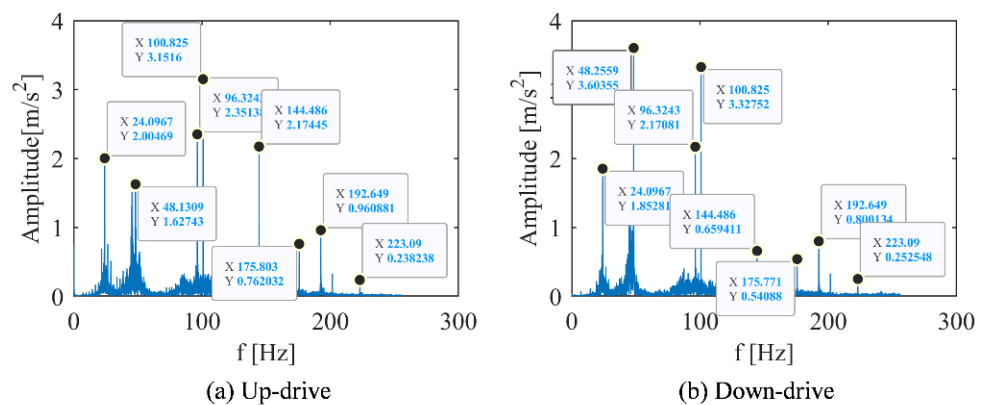 4
3
2
1
0
0
100
200
300
Amplitude[m/s²]
f [Hz]
X 100.825
Y 3.1516
X 24.0967
Y 2.00469
X 96.3243
Y 2.3513
X 144.486
Y 2.17445
X 48.1309
Y 1.62743
X 192.649
Y 0.960881
X 175.803
Y 0.762032
X 223.09
Y 0.238238
(a) Up-drive
4
2
0
0
100
200
300
Amplitude [m/s²]
f [Hz]
X 48.2559
Y 3.60355
X 100.825
Y 3.32752
X 96.3243
Y 2.17081
X 24.0967
Y 1.85281
X 144.486
Y 0.659411
X 192.649
Y 0.800134
X 175.771
Y 0.54088
X 223.09
Y 0.252548
(b) Down-drive